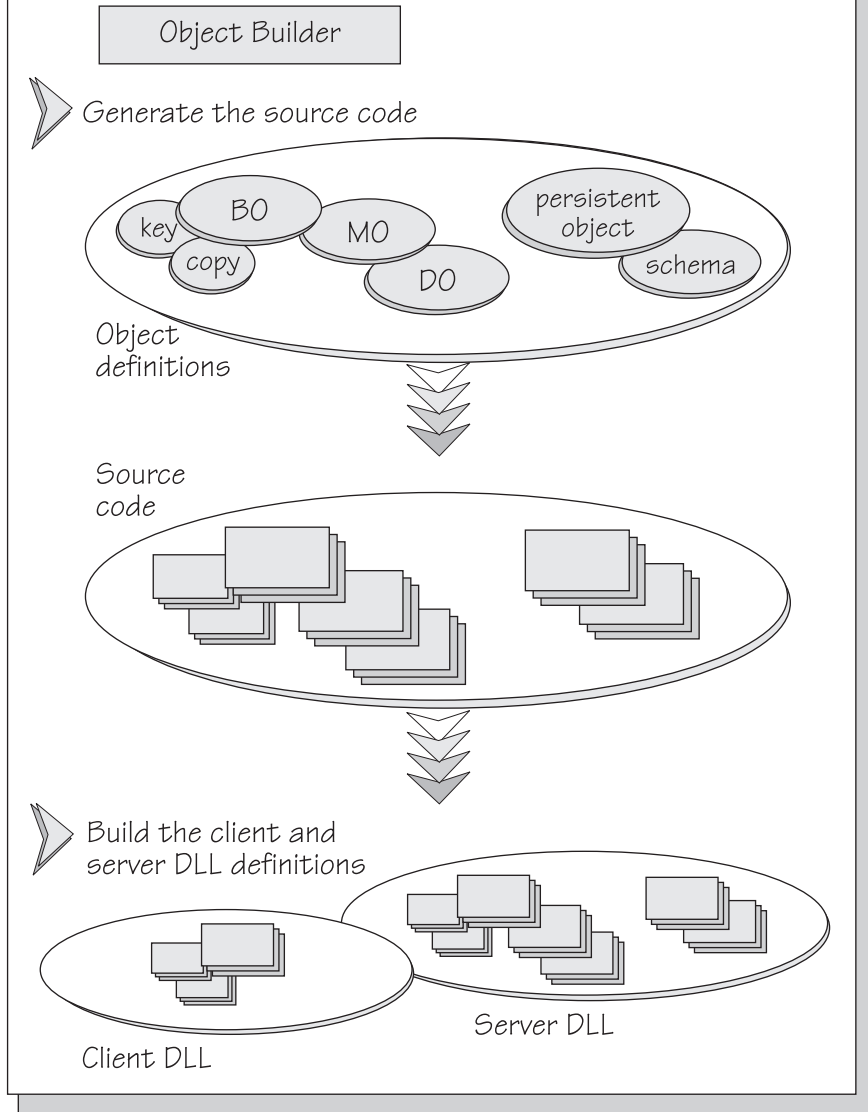 Object Builder
Generate the source code
key
BO
copy
MO
DO
persistent
object
schema
Object
definitions
Source
code
Build the client and
server DLL definitions
Server DLL
Client DLL